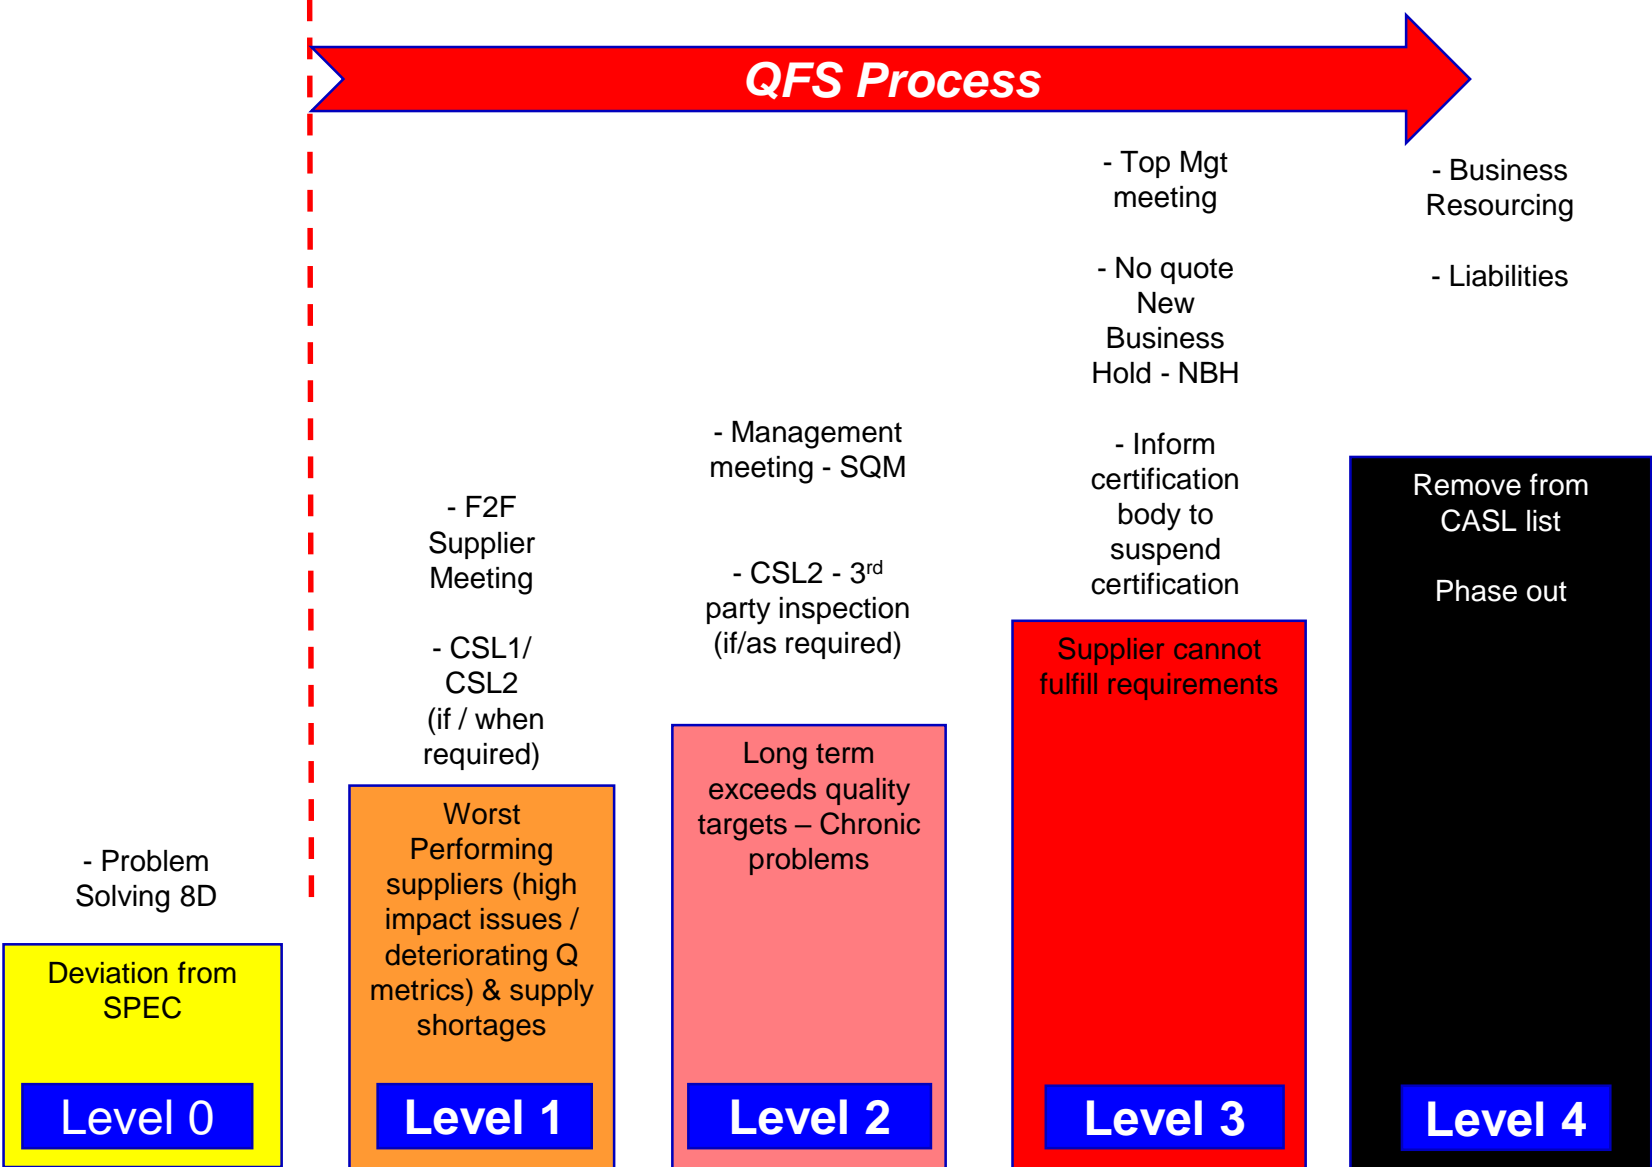 QFS Process
- Problem
Solving 8D
Deviation from
SPEC
Level 0
- F2F
Supplier
Meeting
- CSL1/
CSL2
(if / when
required)
Worst
Performing
suppliers (high
impact issues /
deteriorating Q
metrics) & supply
shortages
Level 1
- Management
meeting - SQM
- CSL2 - 3rd
party inspection
(if/as required)
Long term
exceeds quality
targets – Chronic
problems
Level 2
- Top Mgt
meeting
- No quote
New
Business
Hold - NBH
- Inform
certification
body to
suspend
certification
Supplier cannot
fulfill requirements
Level 3
- Business
Resourcing
- Liabilities
Remove from
CASL list
Phase out
Level 4